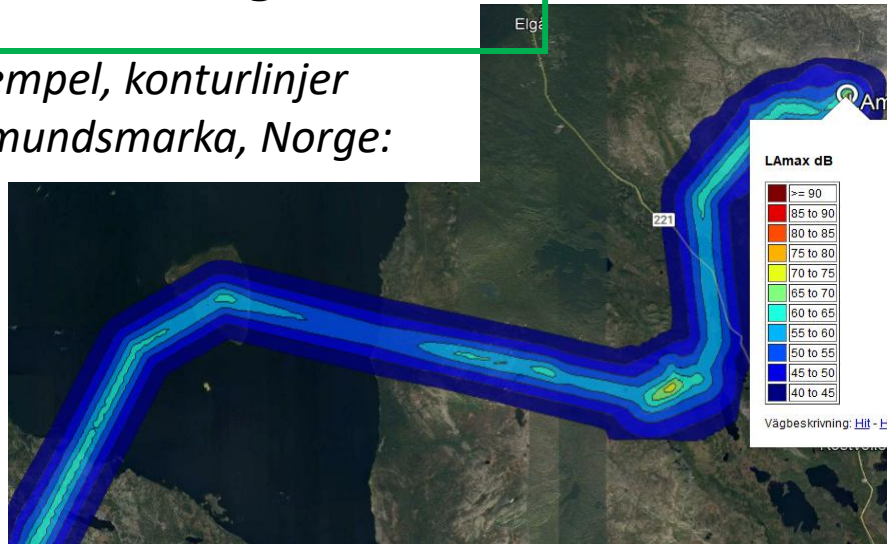 Elgå
empel, konturlinjer
mundsmarka, Norge:
Am
LAmax dB
>= 90
85 to 90
80 to 85
75 to 80
70 to 75
65 to 70
60 to 65
55 to 60
50 to 55
45 to 50
40 to 45
221
Vägbeskrivning: Hit - H